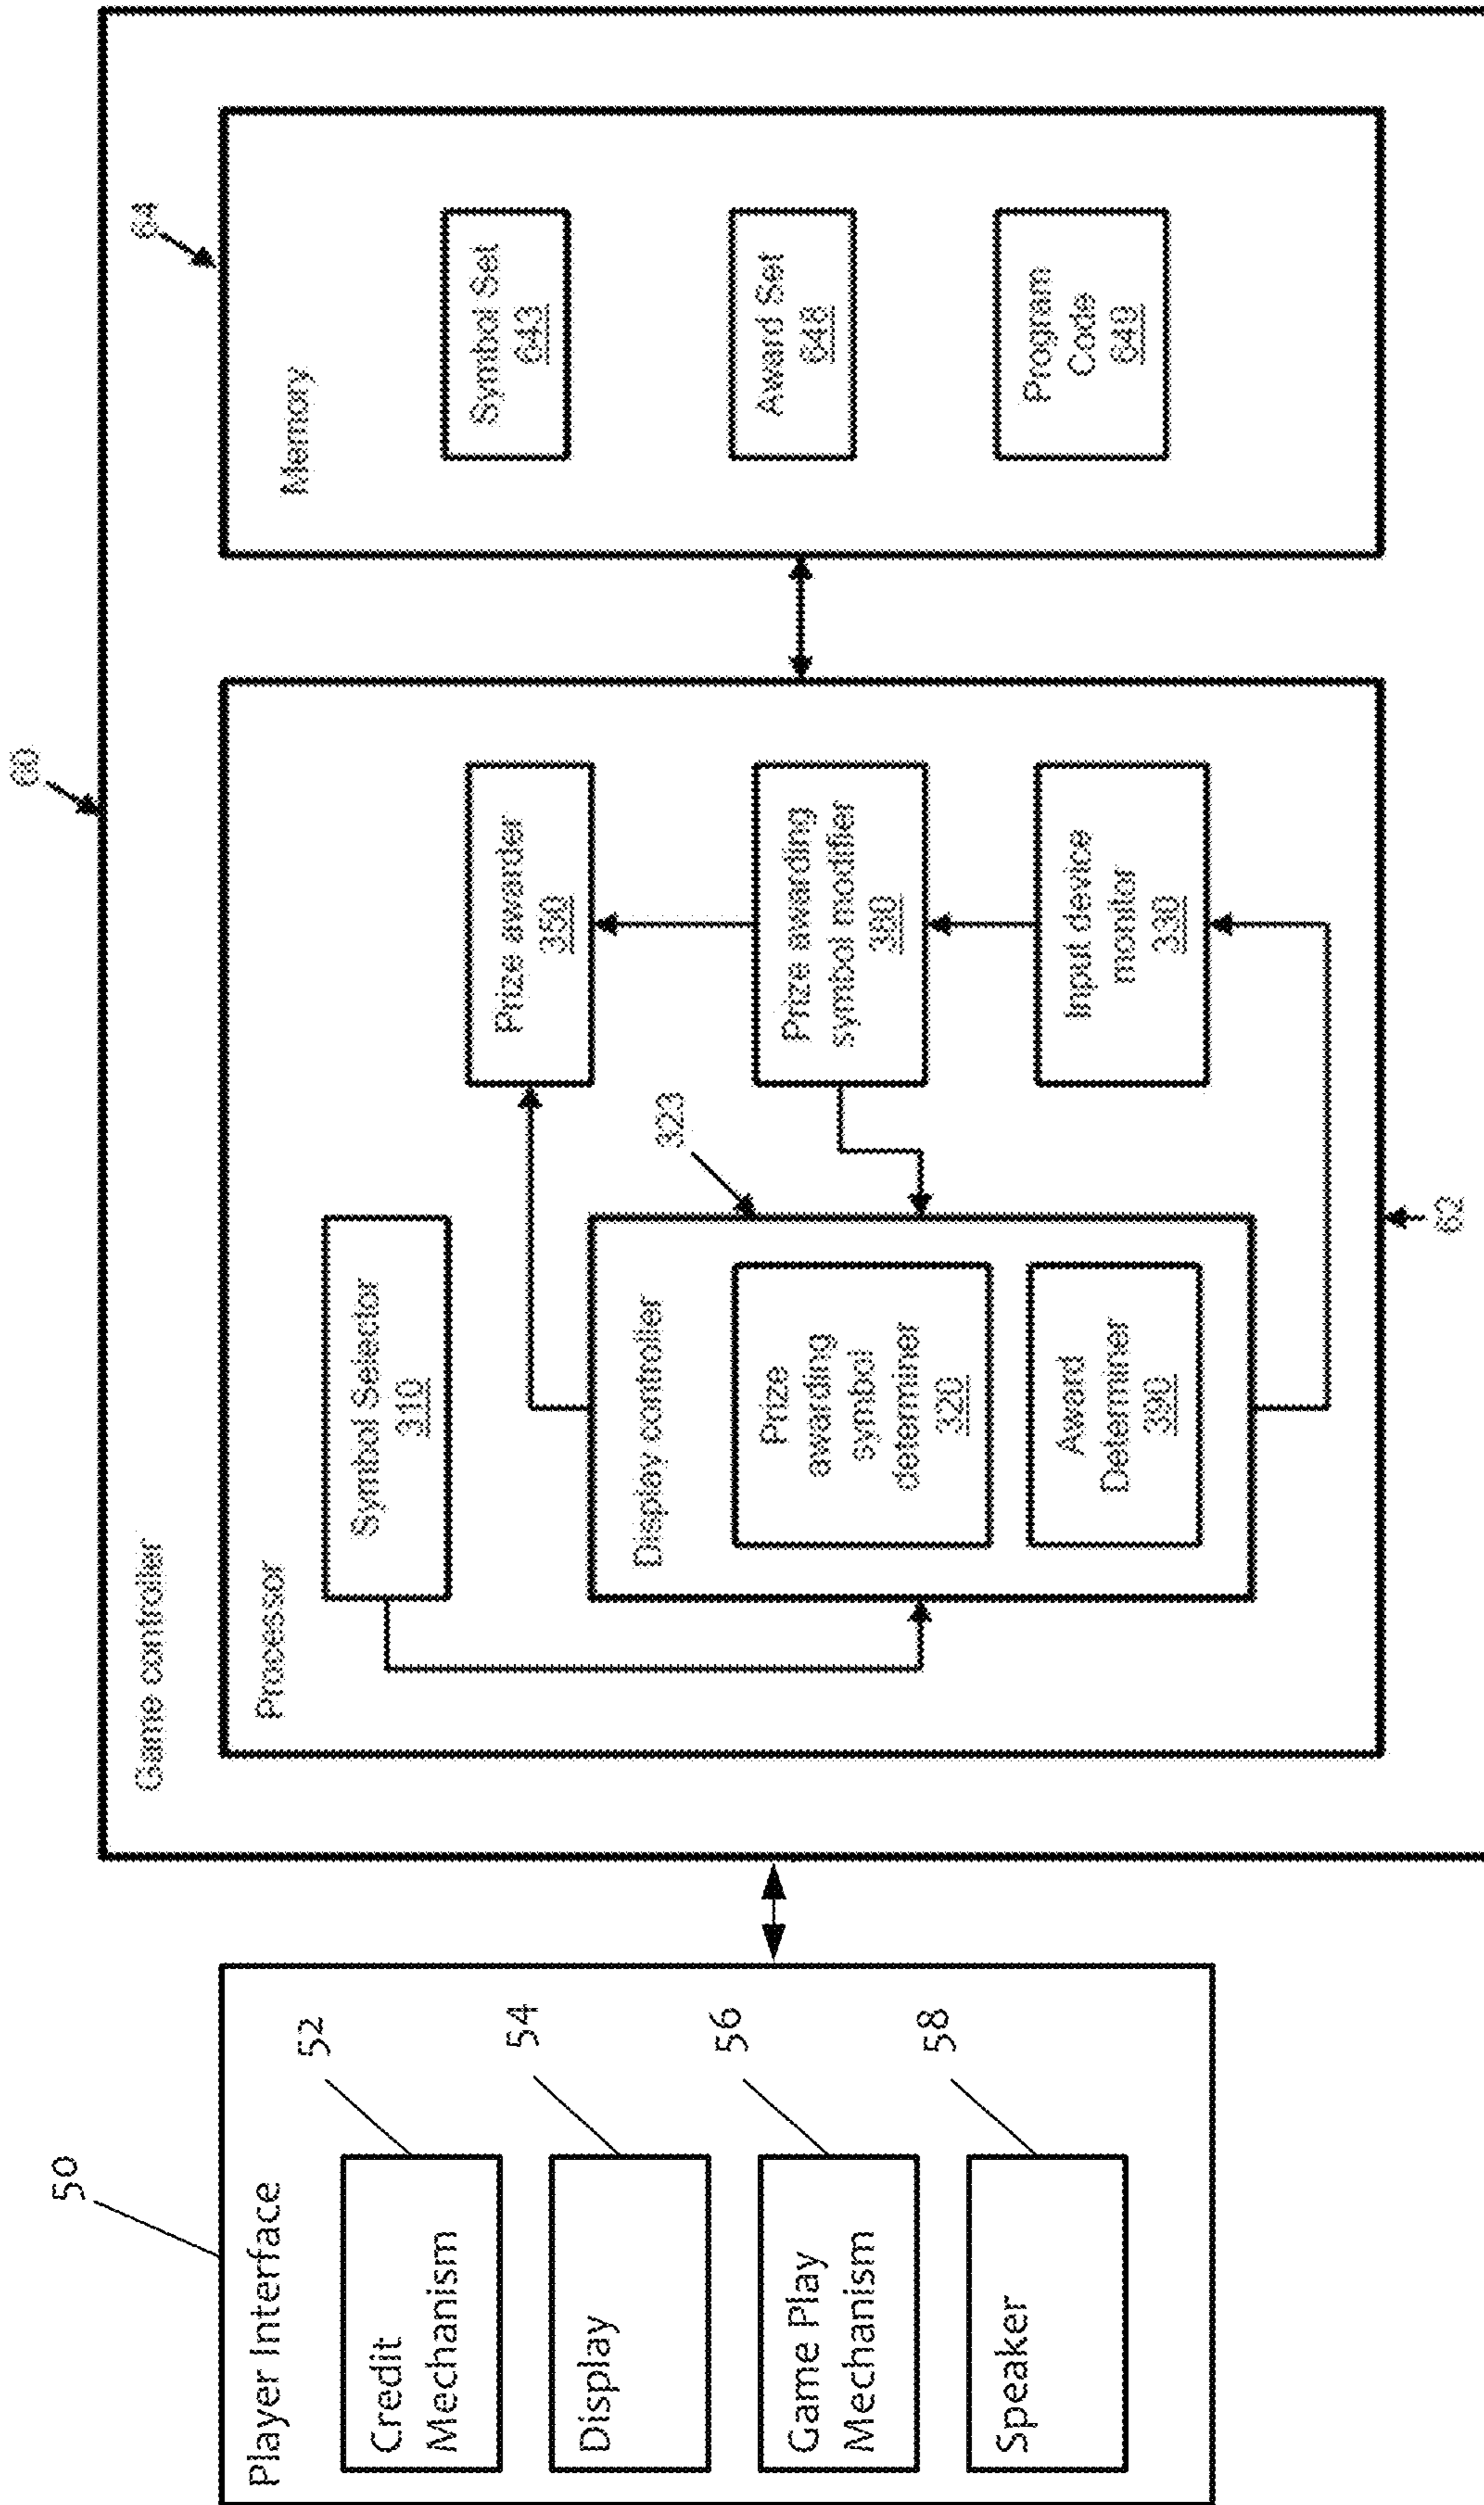 50
Player Interface
Credit
Mechanism
52
Display
54
Game Play
Mechanism
56
Speaker
58
60
Game controller
Processor
Symbol Selector
310
Display controller
323
Prize
awarding
symbol
determiner
320
Award
Determiner
390
Prize awarder
350
Prize awarding
symbol modifier
Input device
monitor
330
62
64
Memory
Symbol Set
643
Award Set
Program
Code
649